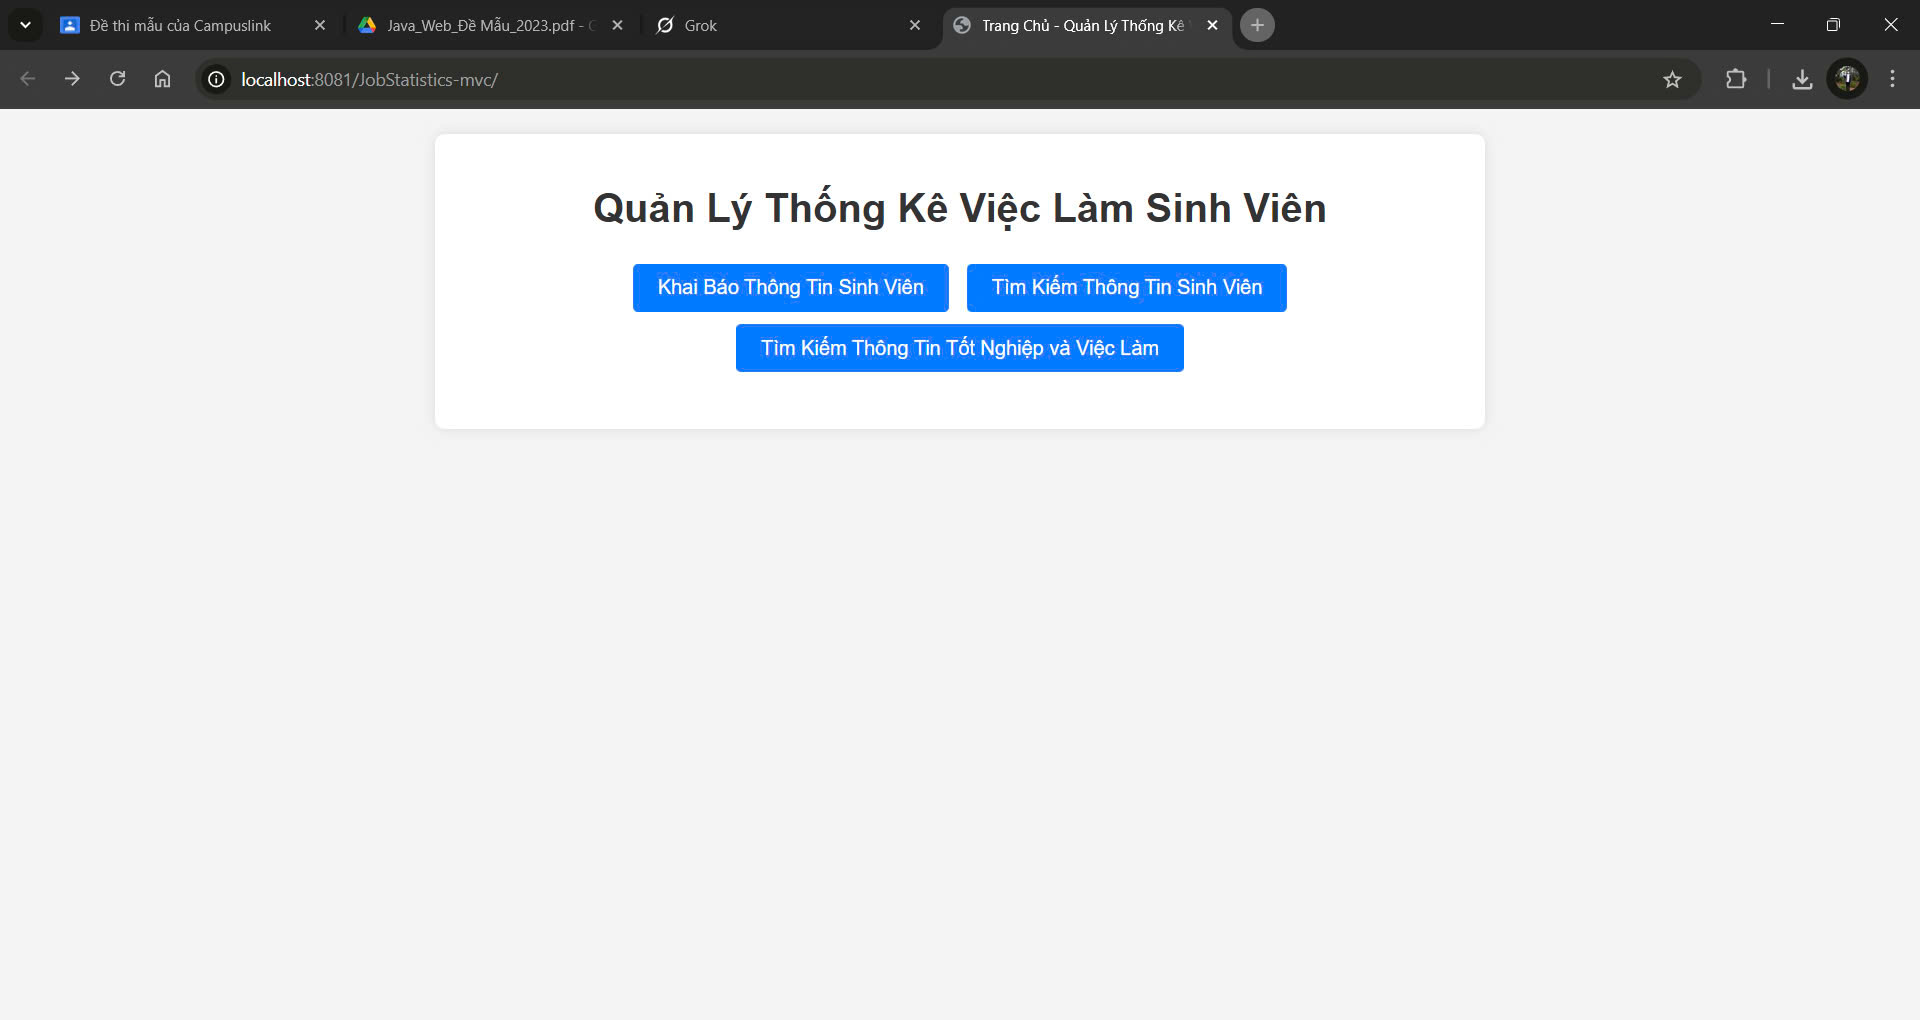 Đề thi mẫu của Campuslink
Java_Web_Đề Mẫu_2023.pdf -
Grok
Trang Chủ - Quản Lý Thống Kê
localhost:8081/JobStatistics-mvc/
Quản Lý Thống Kê Việc Làm Sinh Viên
Khai Báo Thông Tin Sinh Viên
Tìm Kiếm Thông Tin Sinh Viên
Tìm Kiếm Thông Tin Tốt Nghiệp và Việc Làm